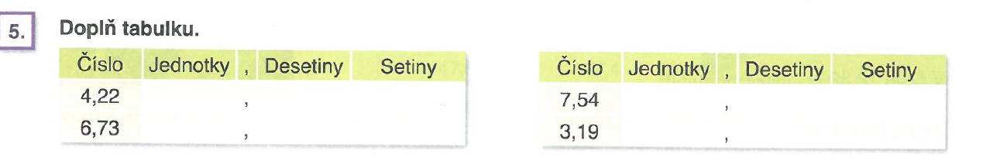 5. Doplň tabulku.
Číslo Jednotky , Desetiny Setiny
4,22 ,
6,73 ,
Číslo Jednotky , Desetiny Setiny
7,54 ,
3,19 ,